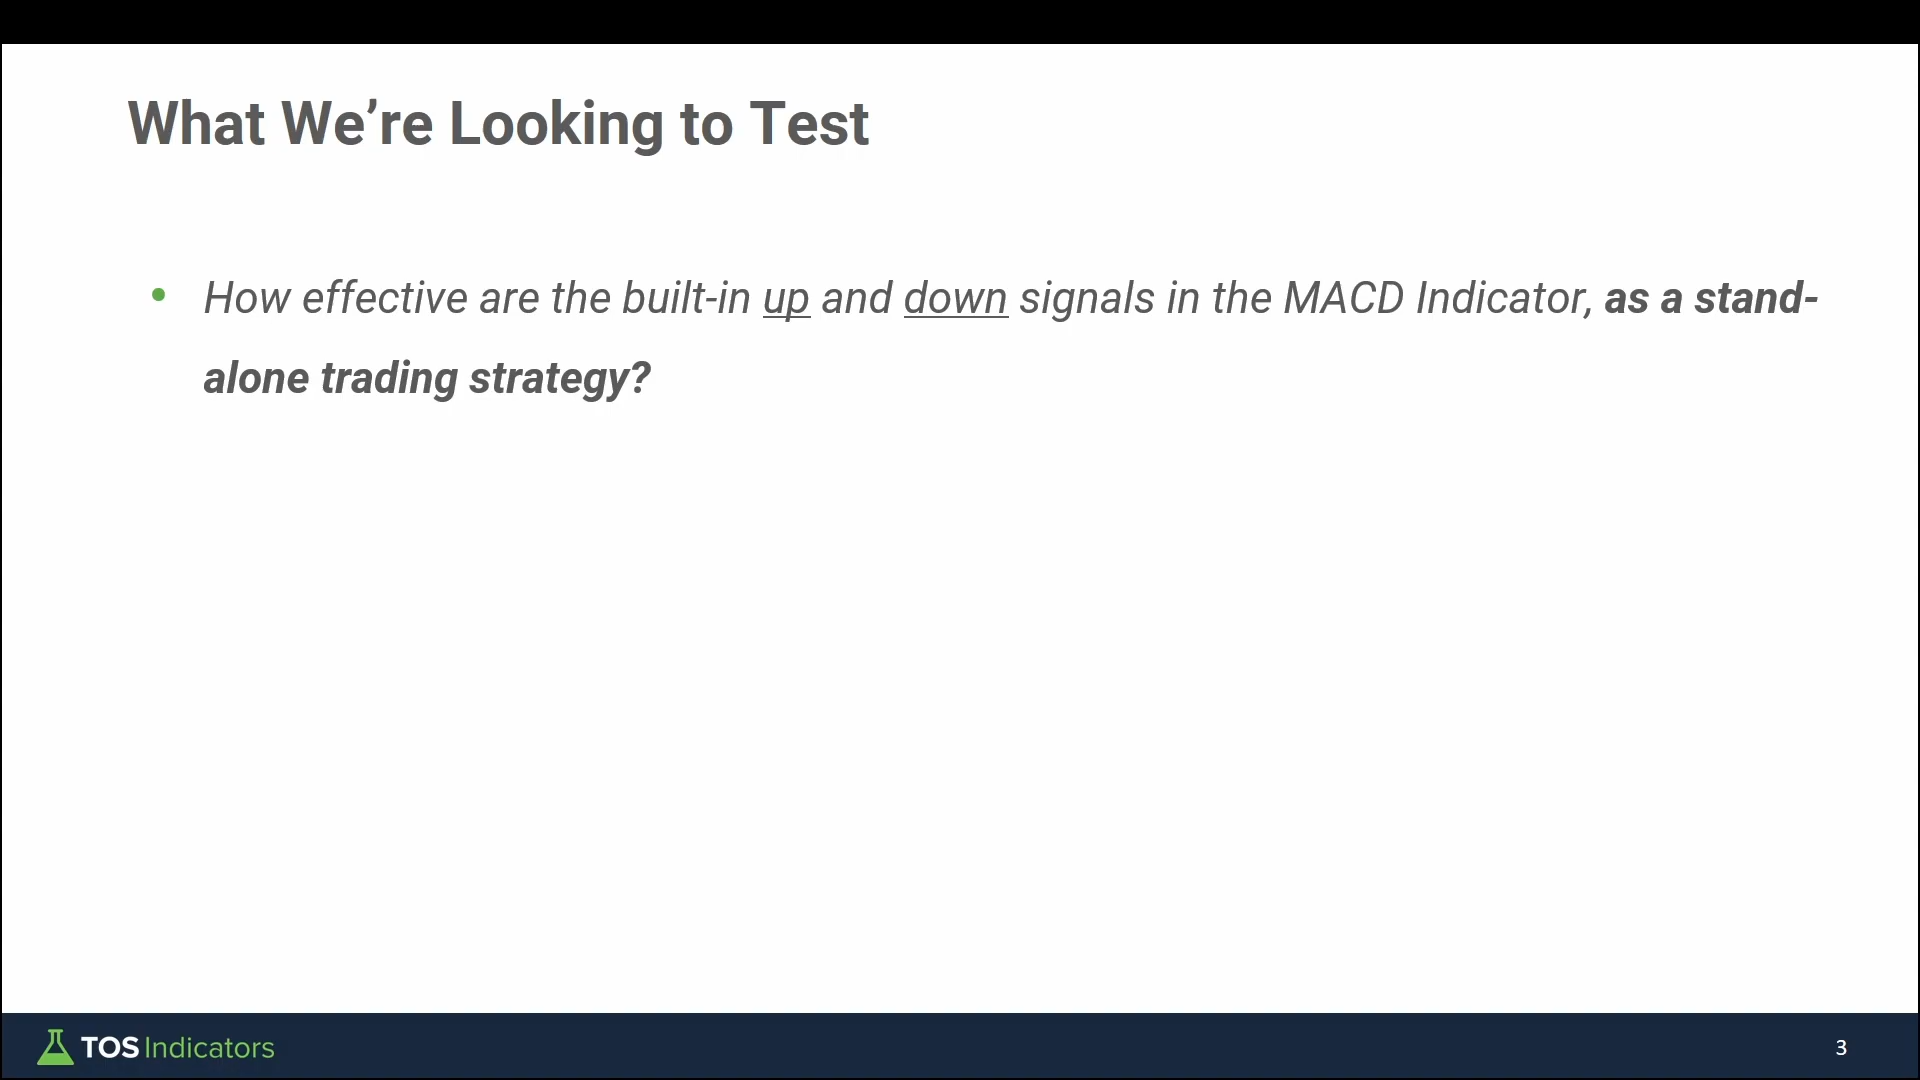 What We’re Looking to Test
• How effective are the built-in up and down signals in the MACD Indicator, as a stand-
alone trading strategy?
TOS Indicators
3